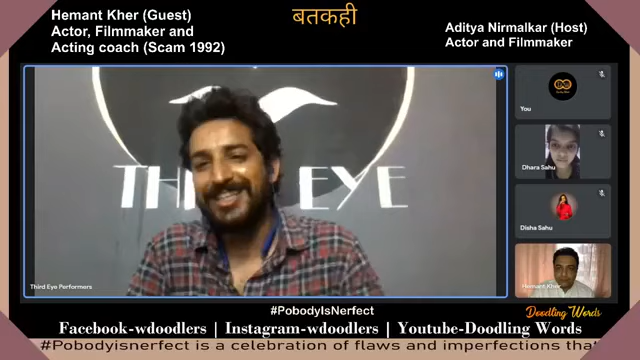 Hemant Kher (Guest)
Actor, Filmmaker and
Acting coach (Scam 1992)
बतकही
Aditya Nirmalkar (Host)
Actor and Filmmaker
THI EYE
Third Eye Performers
You
Dhara Sahu
Disha Sahu
Hemant Kher
#PobodyIsNerfect
Doodling Words
Facebook-wdoodlers | Instagram-wdoodlers | Youtube-Doodling Words
#Pobodyisnerfect is a celebration of flaws and imperfections that